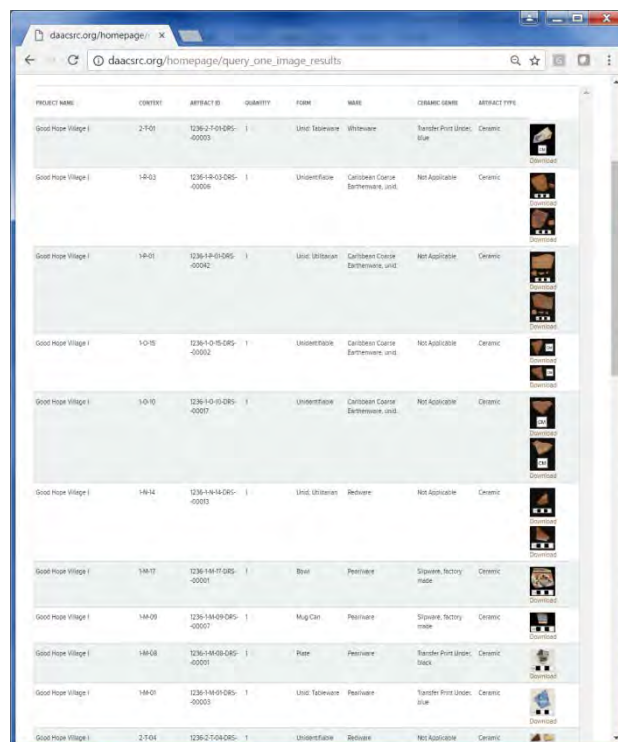 daacsrc.org/homepage/
daacsrc.org/homepage/query_one_image_results
PROJECT NAME CONTEXT ARTIFACT ID QUANTITY FORM WARE CERAMIC GENRE ARTIFACT TYPE
Good Hope Village I 2-T-01 1236-2-T-01-DRS- 1 Unid: Tableware Whiteware Transfer Print Under, Ceramic
-00003 blue
Download
Good Hope Village I 1-R-03 1236-1-R-03-DRS- 1 Unidentifiable Caribbean Coarse Not Applicable Ceramic
-00006 Earthenware, unid.
Download
Download
Good Hope Village I 1-R-01 1236-1-R-01-DRS- 1 Unid: Utilitarian Caribbean Coarse Not Applicable Ceramic
-00042 Earthenware, unid.
Download
Download
Good Hope Village I 1-O-15 1236-1-O-15-DRS- 1 Unidentifiable Caribbean Coarse Not Applicable Ceramic
-00002 Earthenware, unid.
Download
Download
Good Hope Village I 1-O-10 1236-1-O-10-DRS- 1 Unidentifiable Caribbean Coarse Not Applicable Ceramic
-00017 Earthenware, unid.
CM
Download
CM
Download
Good Hope Village I 1-N-14 1236-1-N-14-DRS- 1 Unid: Utilitarian Redware Not Applicable Ceramic
-00013
Download
Download
Good Hope Village I 1-M-17 1236-1-M-17-DRS- 1 Bowl Pearlware Slipware, factory Ceramic
-00001 made
Download
Good Hope Village I 1-M-09 1236-1-M-09-DRS- 1 Mug/Can Pearlware Slipware, factory Ceramic
-00007 made
Download
Good Hope Village I 1-M-08 1236-1-M-08-DRS- 1 Plate Pearlware Transfer Print Under, Ceramic
-00001 black
Download
Good Hope Village I 1-M-01 1236-1-M-01-DRS- 1 Unid: Tableware Pearlware Transfer Print Under, Ceramic
-00003 blue
Download
Good Hope Village I 2-T-04 1236-2-T-04-DRS- 1 Unidentifiable Redware Not Applicable Ceramic